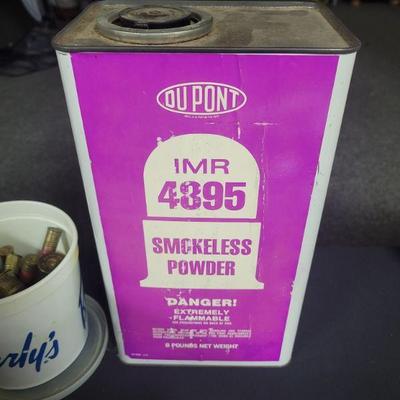 DU PONT
IMR
4895
SMOKELESS
POWDER
DANGER!
EXTREMELY
FLAMMABLE
8 POUNDS NET WEIGHT